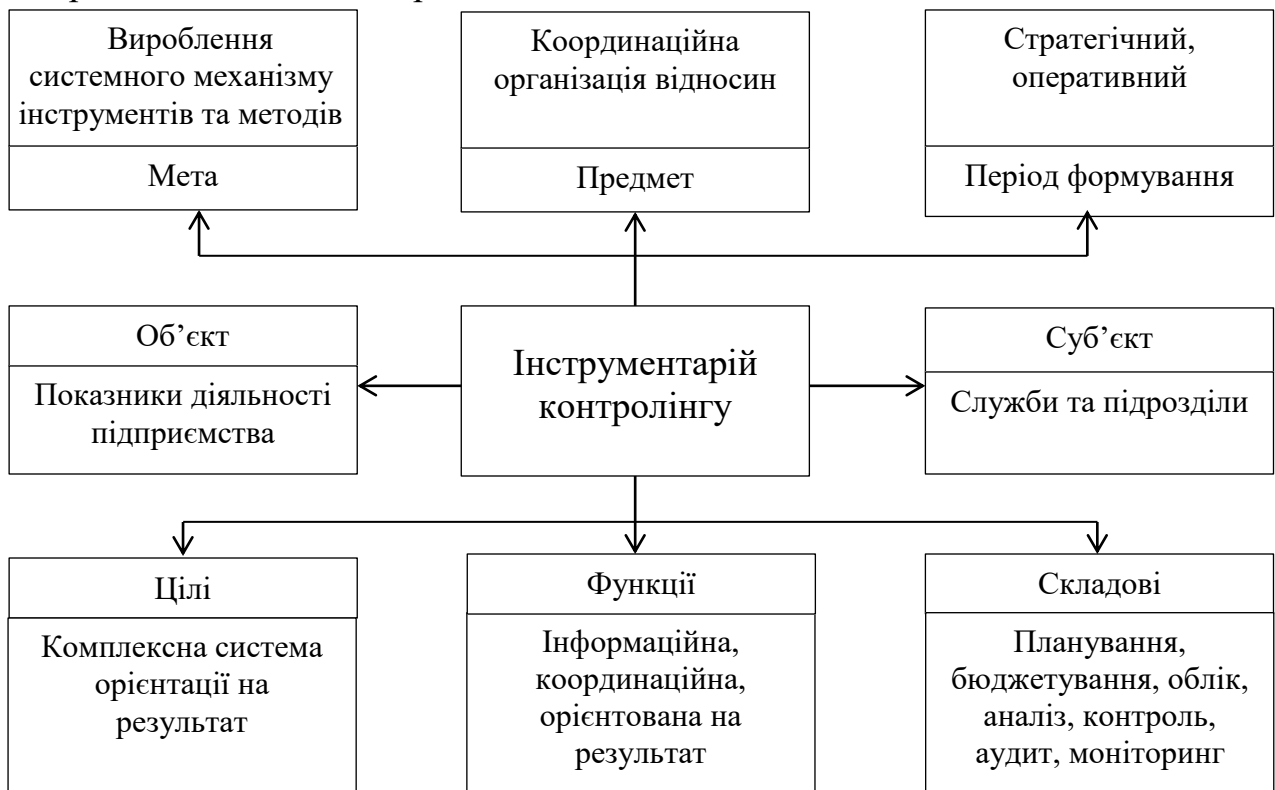 Вироблення
системного механізму
інструментів та методів
Мета
Координаційна
організація відносин
Предмет
Стратегічний,
оперативний
Період формування
Об’єкт
Показники діяльності
підприємства
Інструментарій
контролінгу
Суб’єкт
Служби та підрозділи
Цілі
Комплексна система
орієнтації на
результат
Функції
Інформаційна,
координаційна,
орієнтована на
результат
Складові
Планування,
бюджетування, облік,
аналіз, контроль,
аудит, моніторинг